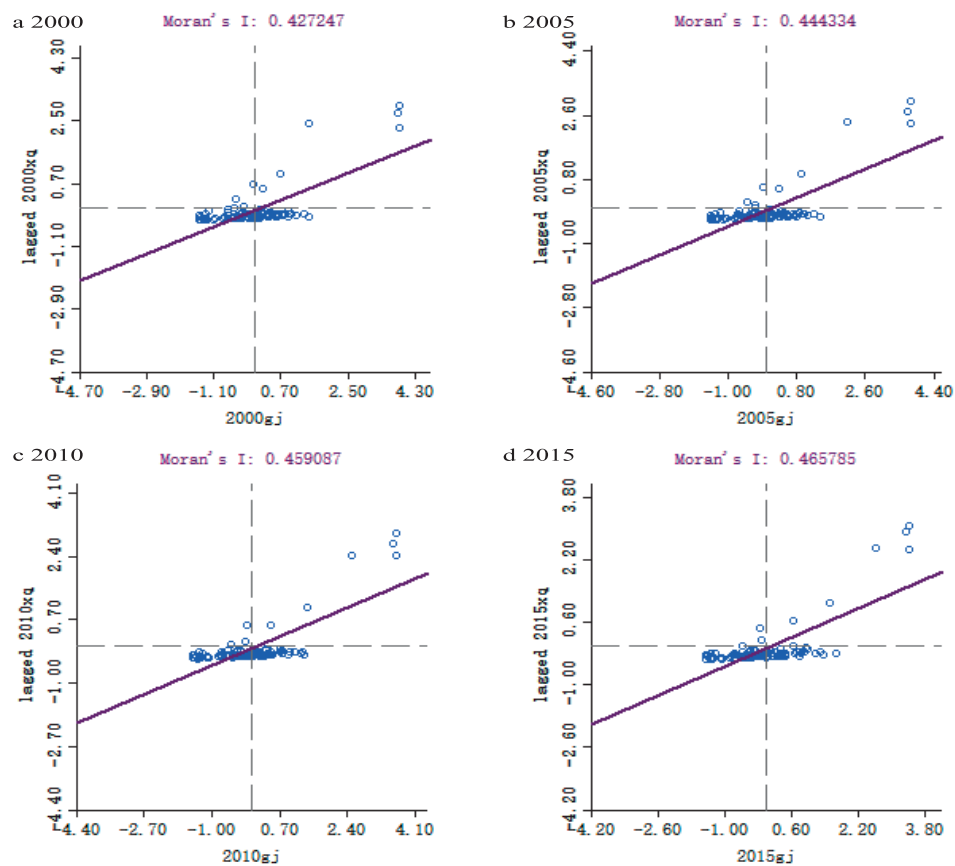 a 2000
Moran's I: 0.427247
lagged 2000xq
4.30
2.50
0.70
-1.10
-2.90
-4.70
-4.70 -2.90 -1.10 0.70 2.50 4.30
2000gj
b 2005
Moran's I: 0.444334
lagged 2005xq
4.40
2.60
0.80
-1.00
-2.80
-4.60
-4.60 -2.80 -1.00 0.80 2.60 4.40
2005gj
c 2010
Moran's I: 0.459087
lagged 2010xq
4.10
2.40
0.70
-1.00
-2.70
-4.40
-4.40 -2.70 -1.00 0.70 2.40 4.10
2010gj
d 2015
Moran's I: 0.465785
lagged 2015xq
3.80
2.20
0.60
-1.00
-2.60
-4.20
-4.20 -2.60 -1.00 0.60 2.20 3.80
2015gj